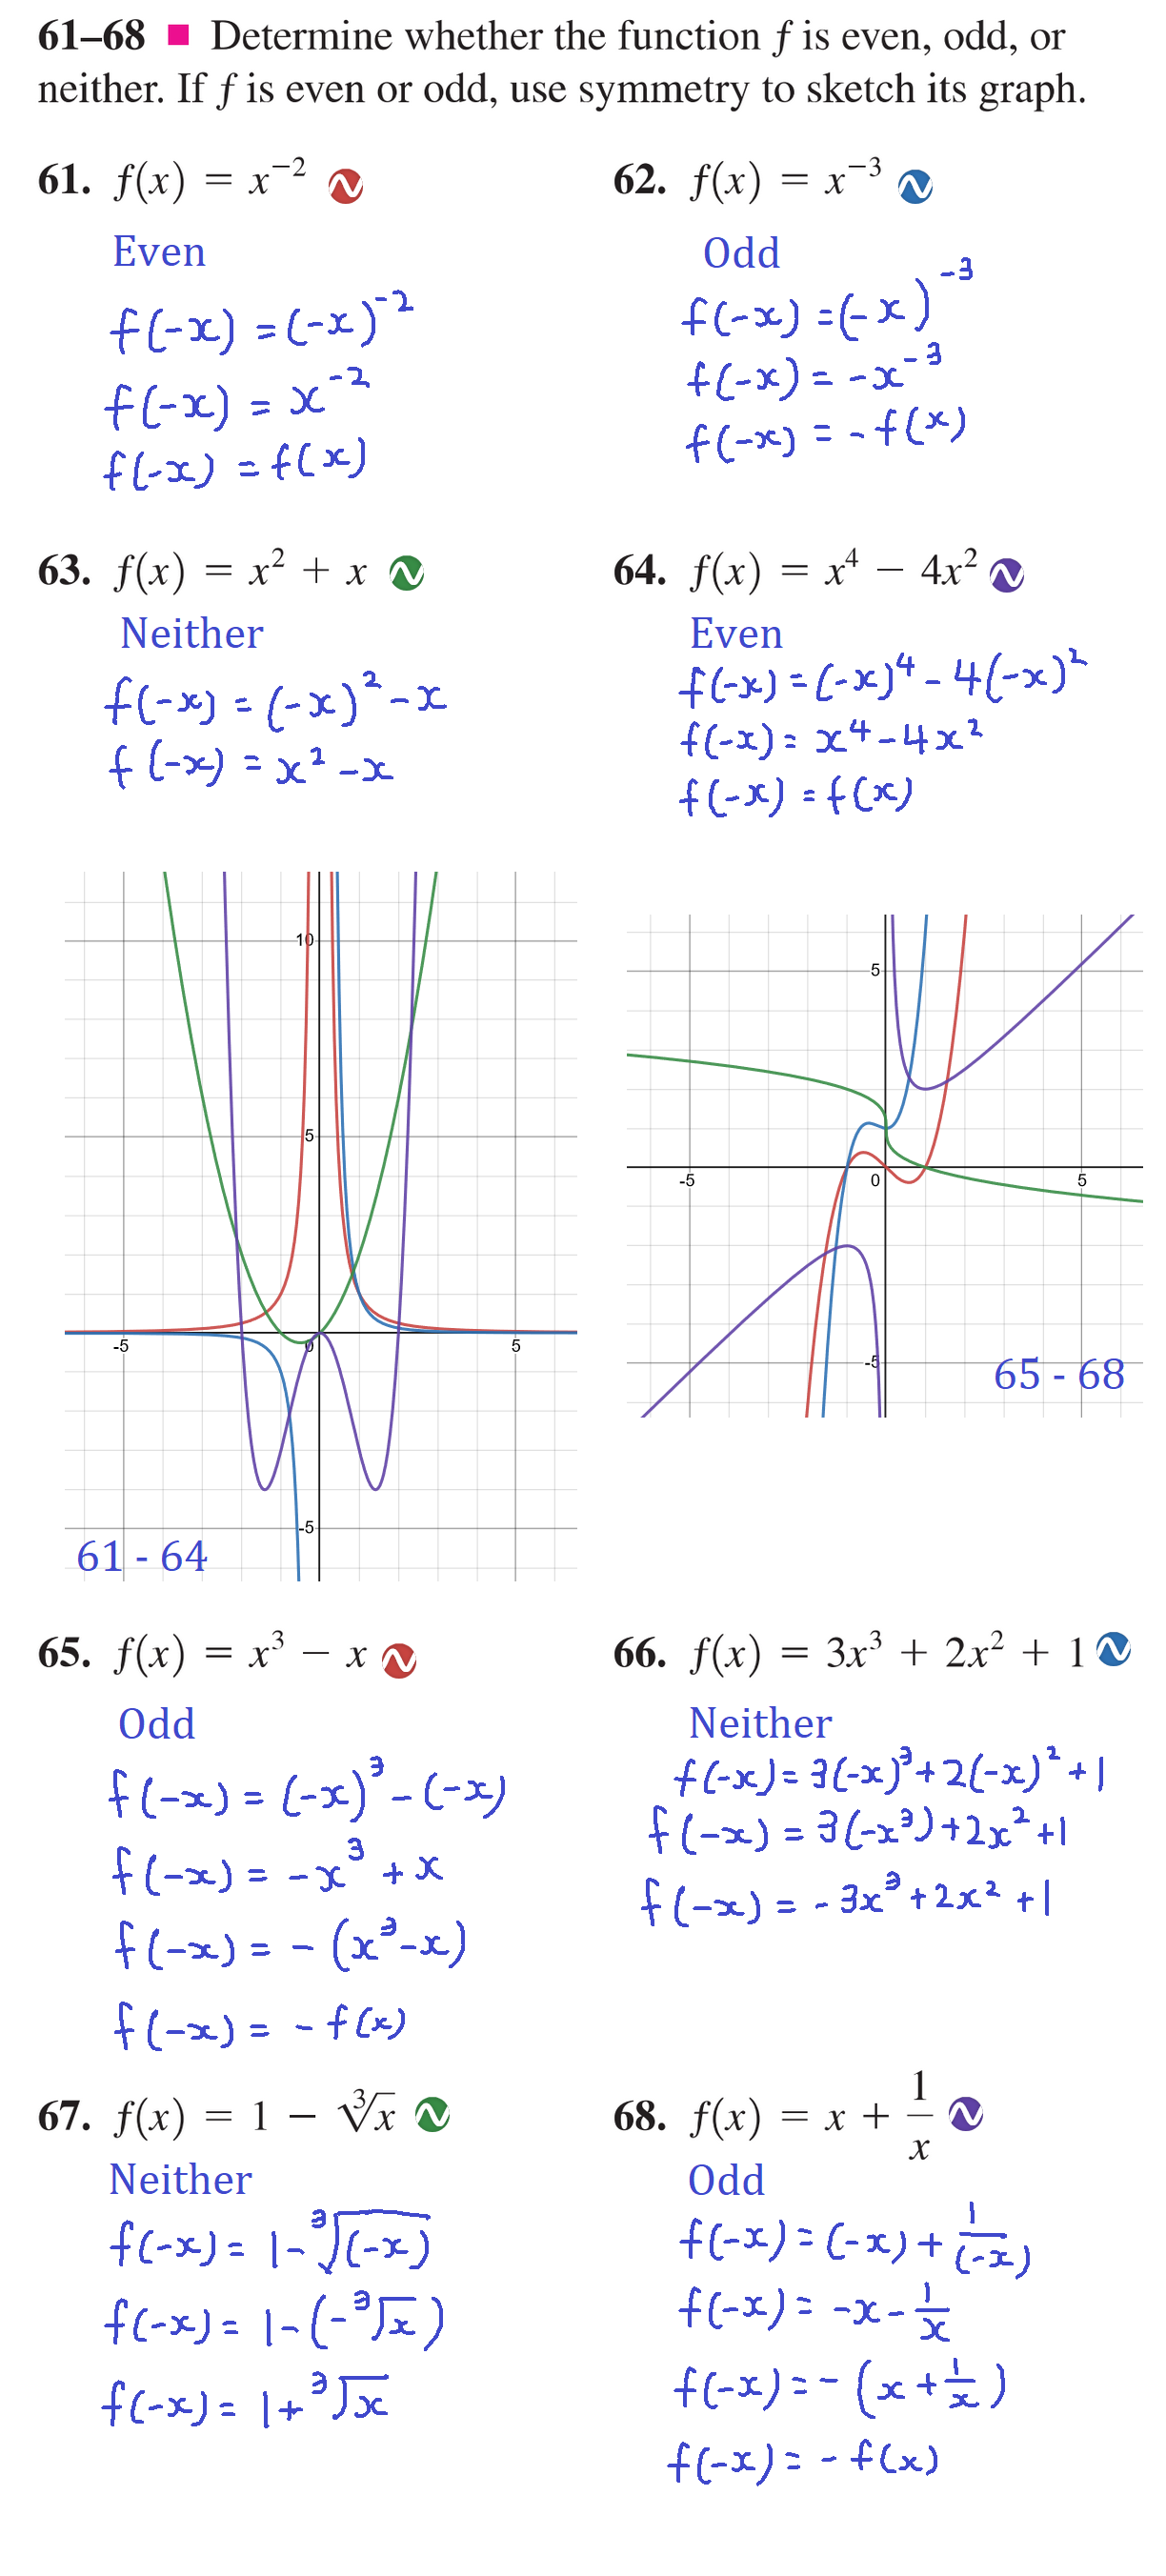 61–68 ■ Determine whether the function f is even, odd, or
neither. If f is even or odd, use symmetry to sketch its graph.
61. f(x) = x⁻²
Even
f(-x) = (-x)⁻²
f(-x) = x⁻²
f(-x) = f(x)
62. f(x) = x⁻³
Odd
f(-x) = (-x)⁻³
f(-x) = -x⁻³
f(-x) = -f(x)
63. f(x) = x² + x
Neither
f(-x) = (-x)² - x
f(-x) = x² - x
64. f(x) = x⁴ − 4x²
Even
f(-x) = (-x)⁴ - 4(-x)²
f(-x) = x⁴ - 4x²
f(-x) = f(x)
10
5
-5
0
5
-5
61 - 64
5
-5
0
5
-5
65 - 68
65. f(x) = x³ − x
Odd
f(-x) = (-x)³ - (-x)
f(-x) = -x³ + x
f(-x) = - (x³ - x)
f(-x) = - f(x)
66. f(x) = 3x³ + 2x² + 1
Neither
f(-x) = 3(-x)³ + 2(-x)² + 1
f(-x) = 3(-x³) + 2x² + 1
f(-x) = - 3x³ + 2x² + 1
67. f(x) = 1 − ∛x
Neither
f(-x) = 1 - ∛(-x)
f(-x) = 1 - (-∛x)
f(-x) = 1 + ∛x
68. f(x) = x + 1/x
Odd
f(-x) = (-x) + 1/(-x)
f(-x) = -x - 1/x
f(-x) = - (x + 1/x)
f(-x) = - f(x)